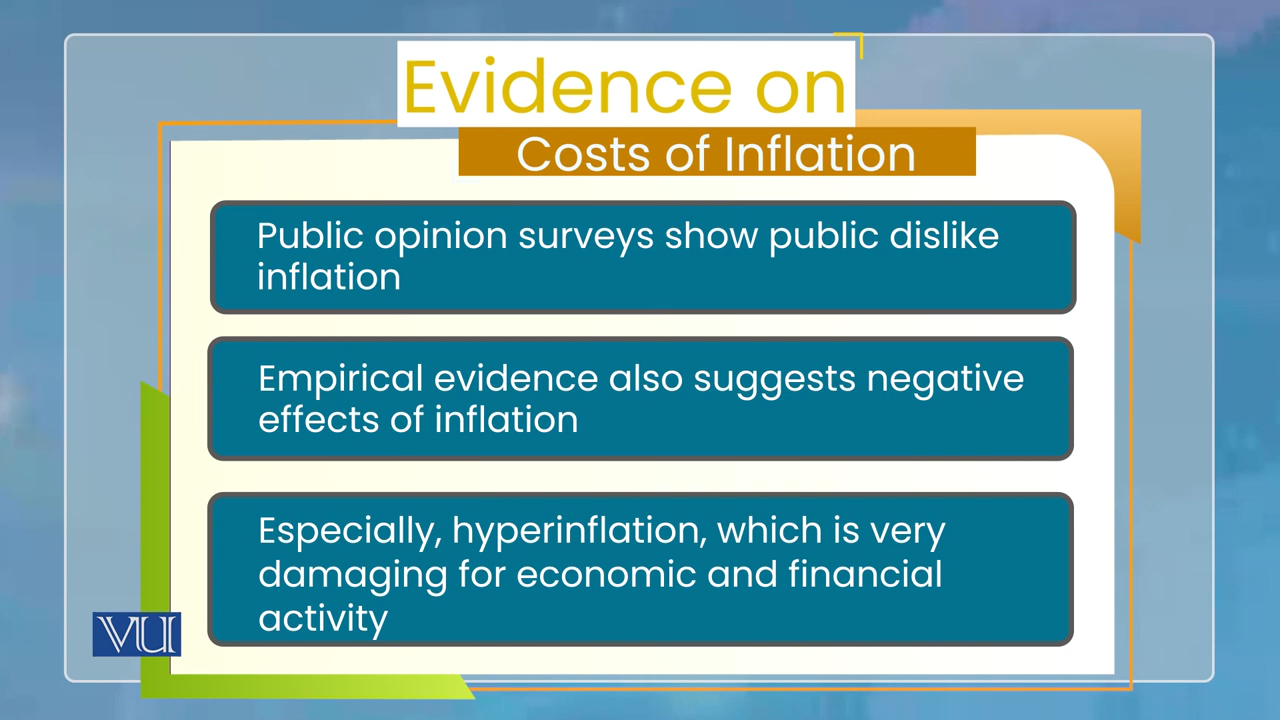 Evidence on
Costs of Inflation
Public opinion surveys show public dislike
inflation
Empirical evidence also suggests negative
effects of inflation
Especially, hyperinflation, which is very
damaging for economic and financial
activity
VU